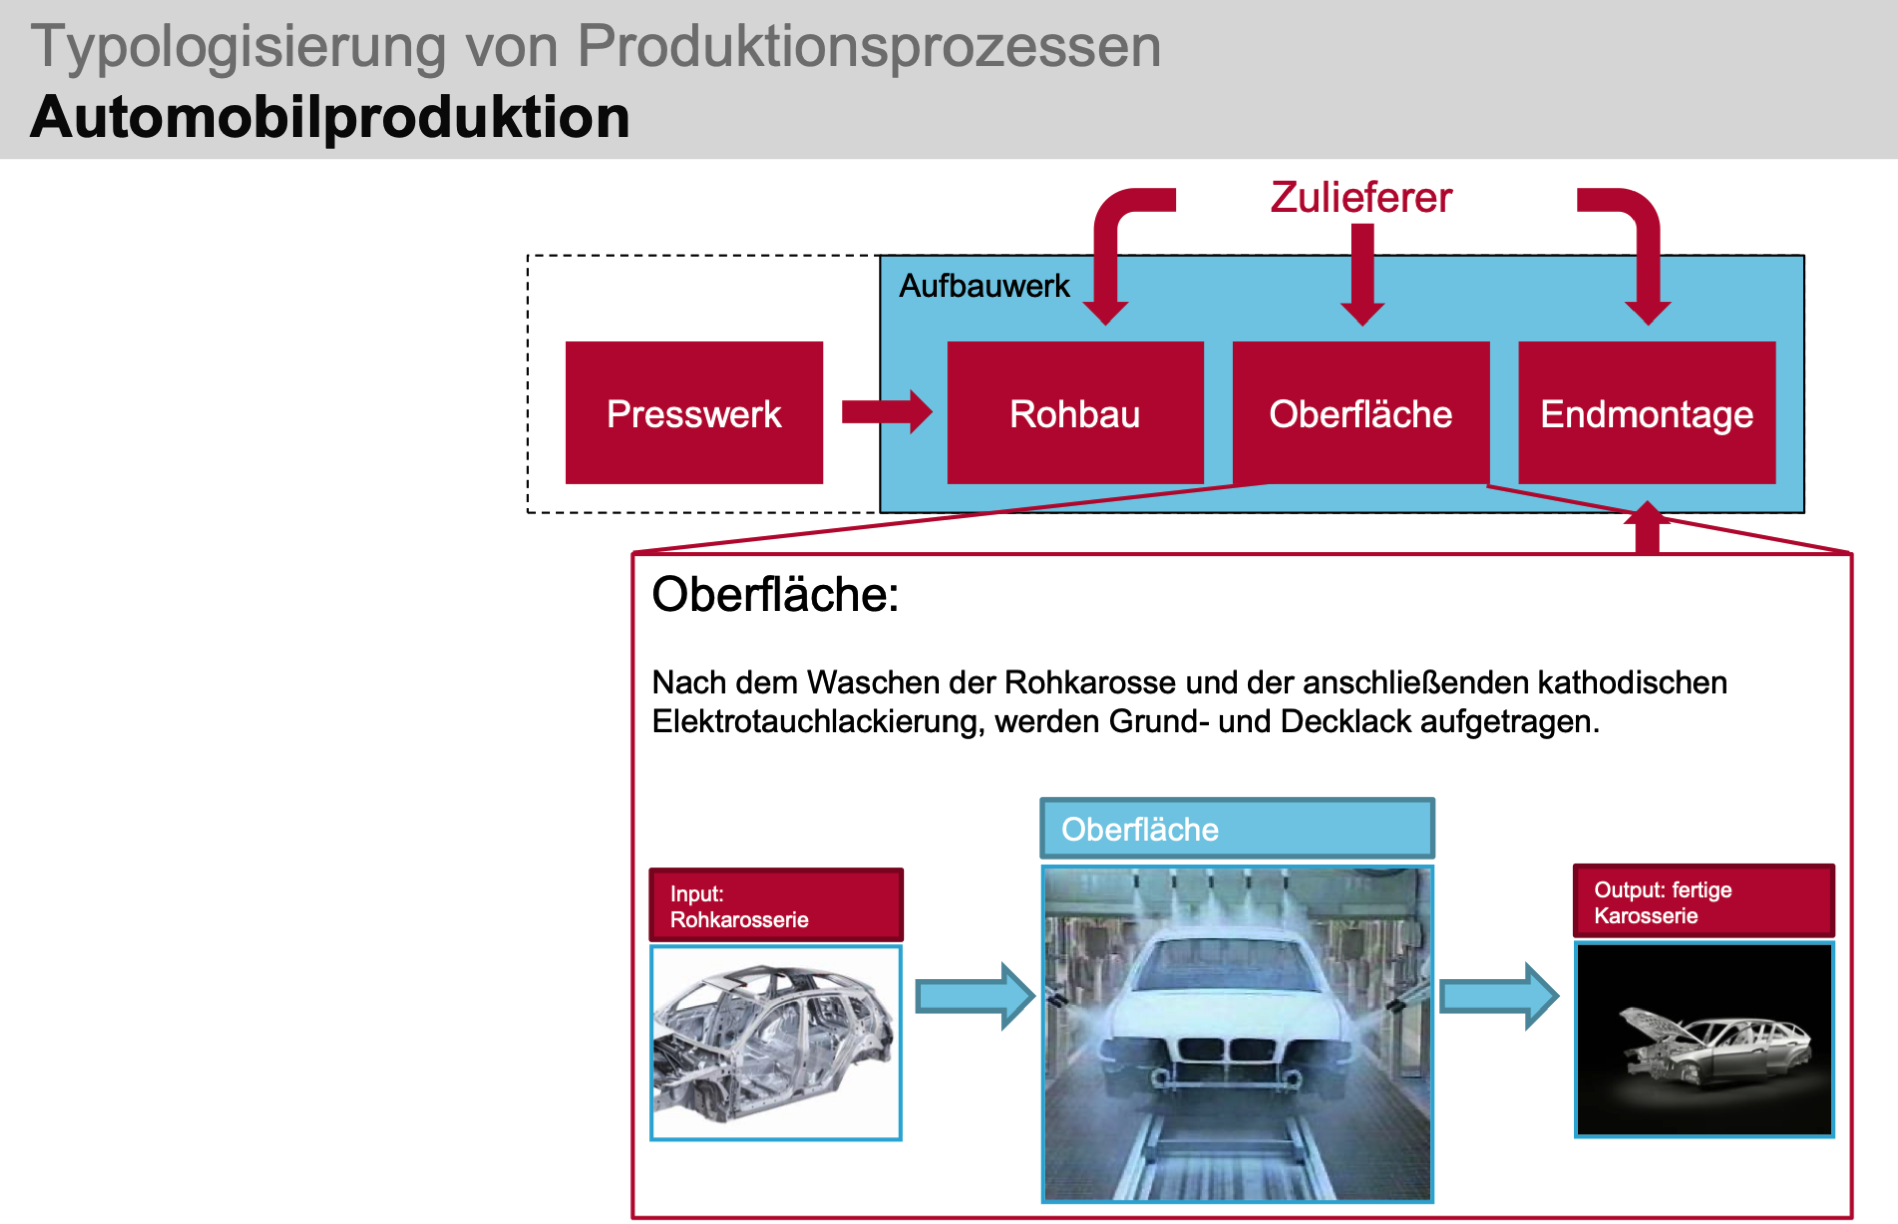 Typologisierung von Produktionsprozessen
Automobilproduktion
Zulieferer
Aufbauwerk
Presswerk
Rohbau
Oberfläche
Endmontage
Oberfläche:
Nach dem Waschen der Rohkarosse und der anschließenden kathodischen
Elektrotauchlackierung, werden Grund- und Decklack aufgetragen.
Oberfläche
Input:
Rohkarosserie
Output: fertige
Karosserie